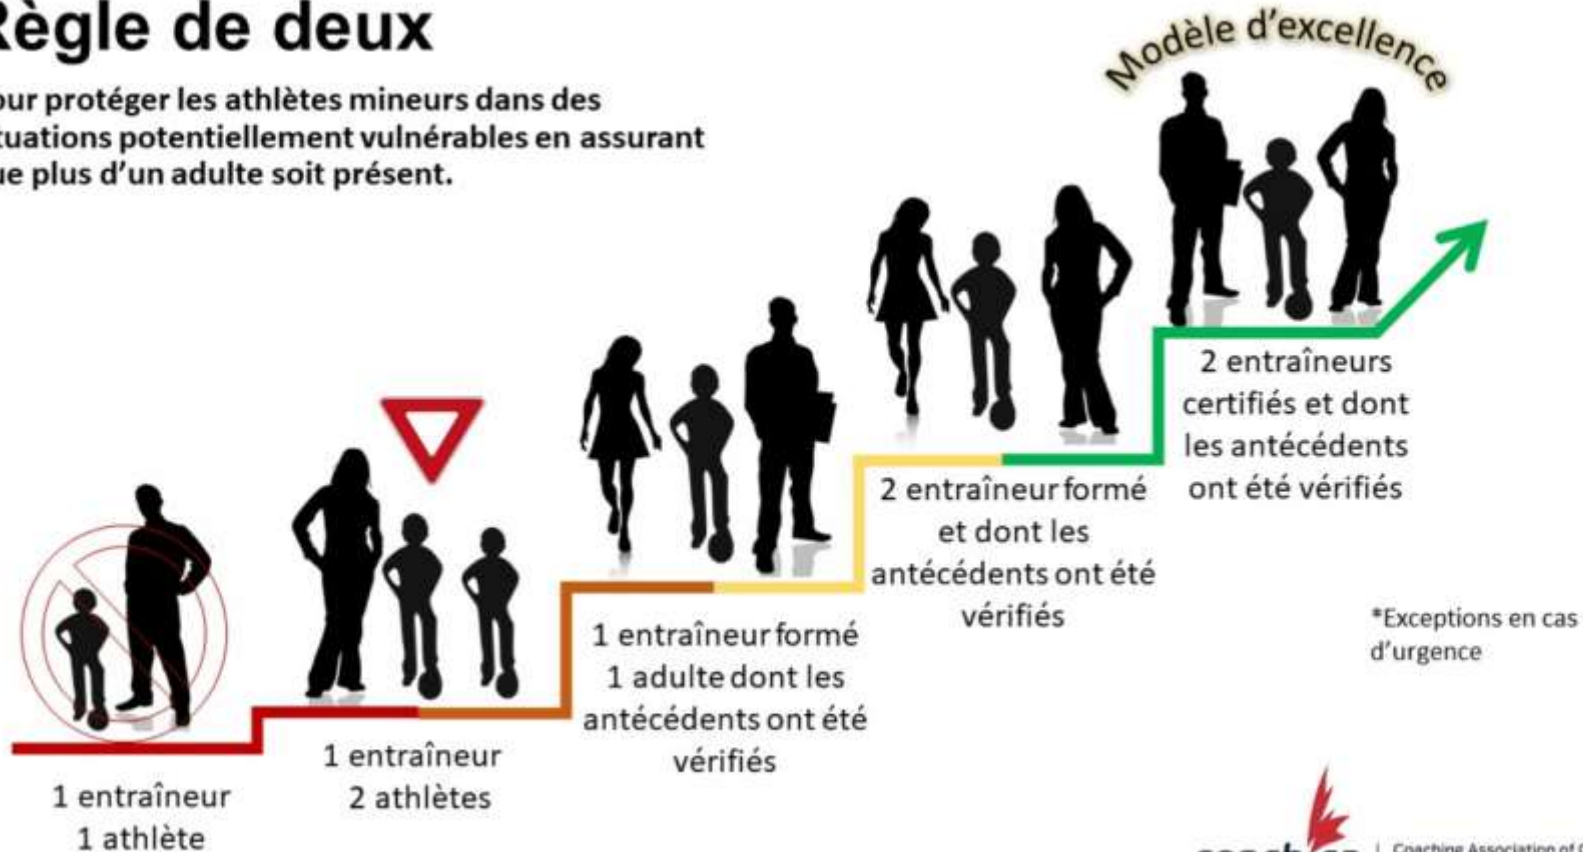 ègle de deux
our protéger les athlètes mineurs dans des
tuations potentiellement vulnérables en assurant
ue plus d'un adulte soit présent.
Modèle d'excellence
2 entraîneurs
certifiés et dont
les antécédents
ont été vérifiés
2 entraîneur formé
et dont les
antécédents ont été
vérifiés
1 entraîneur formé
1 adulte dont les
antécédents ont été
vérifiés
1 entraîneur
2 athlètes
1 entraîneur
1 athlète
*Exceptions en cas
d'urgence
Coaching Association of